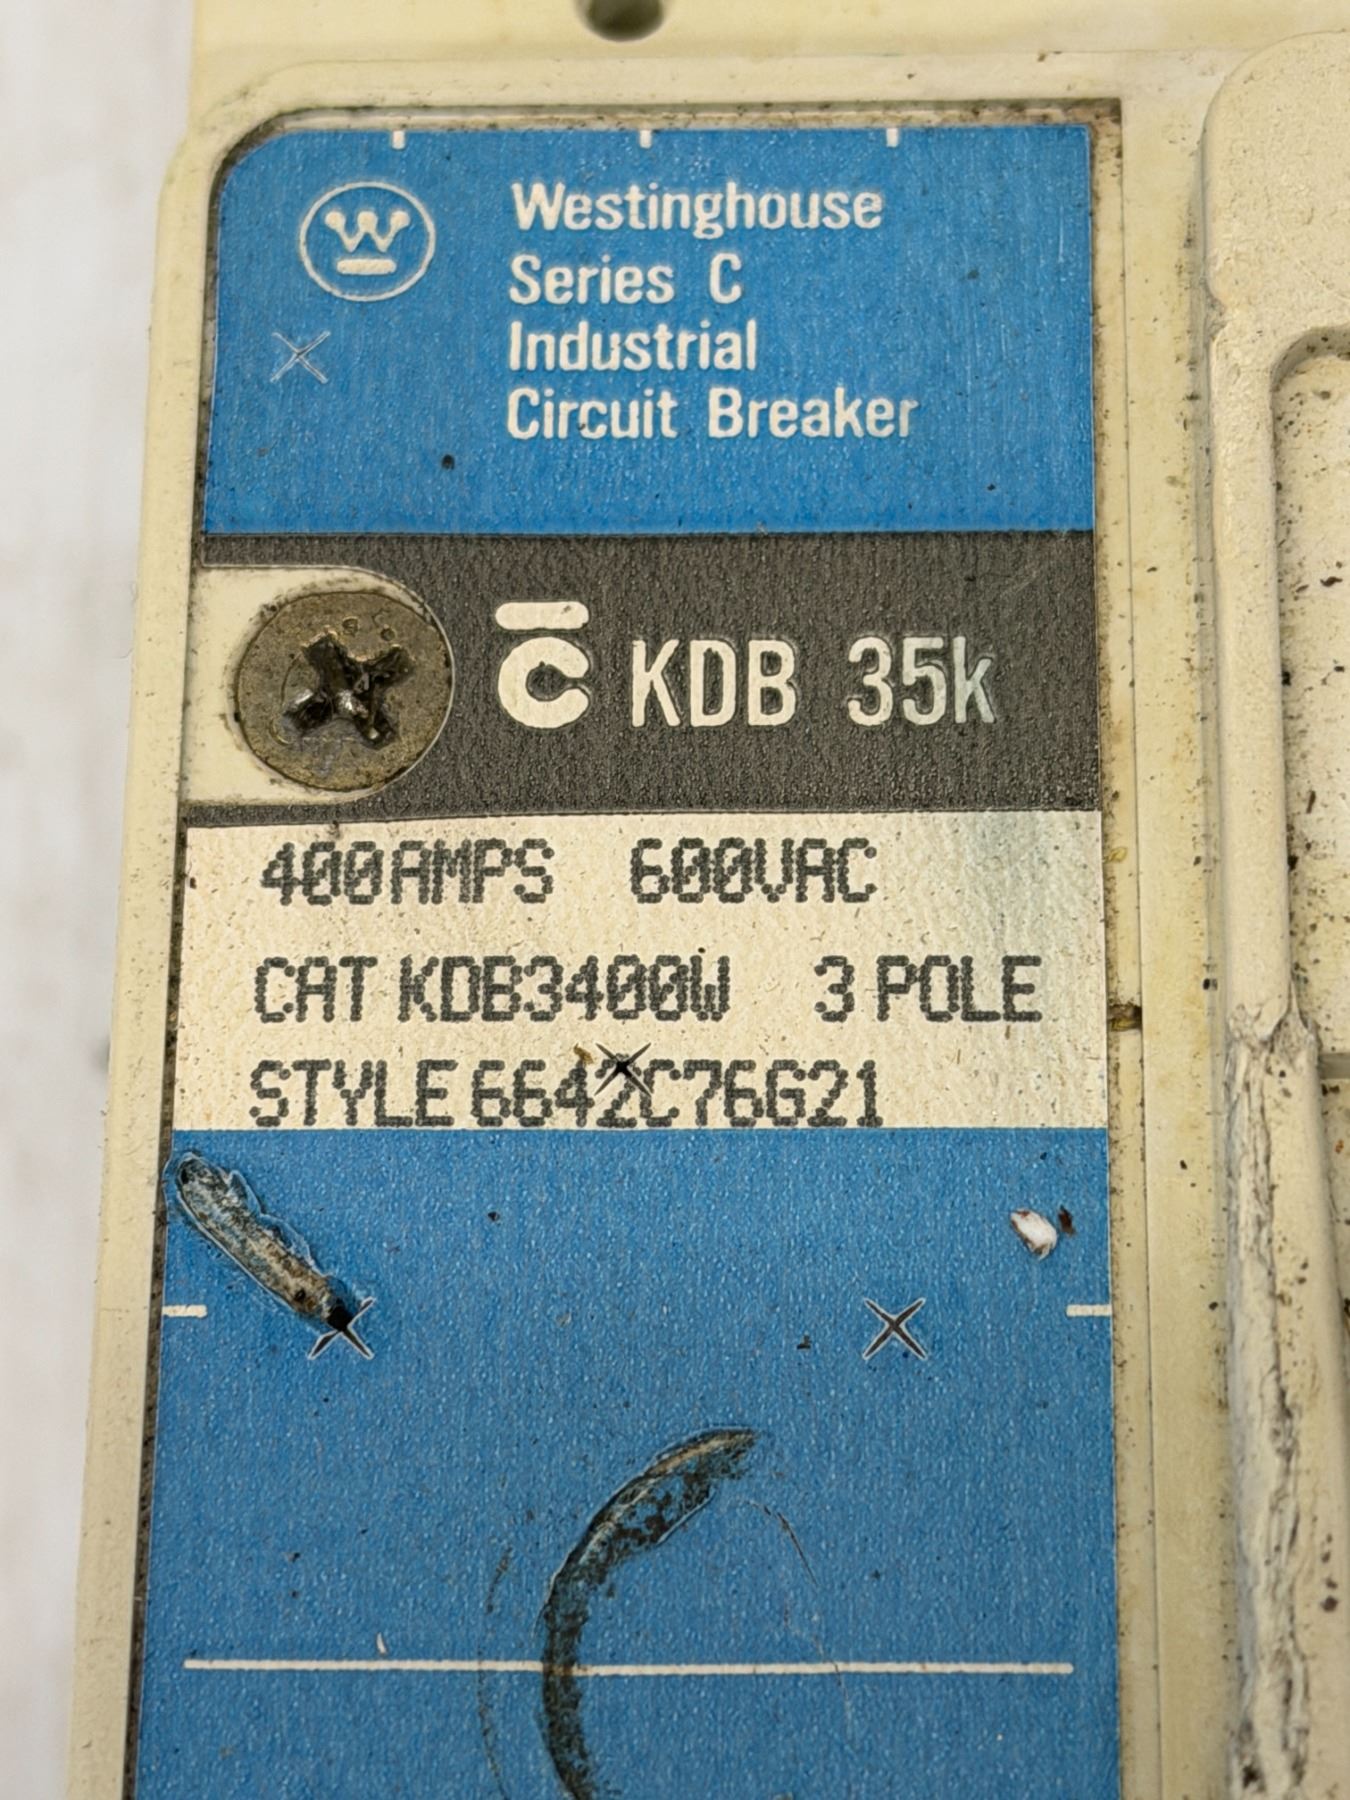 W
Westinghouse
Series C
Industrial
Circuit Breaker
C KDB 35k
400AMPS 600VAC
CAT KDB3400W 3 POLE
STYLE 6642C76G21